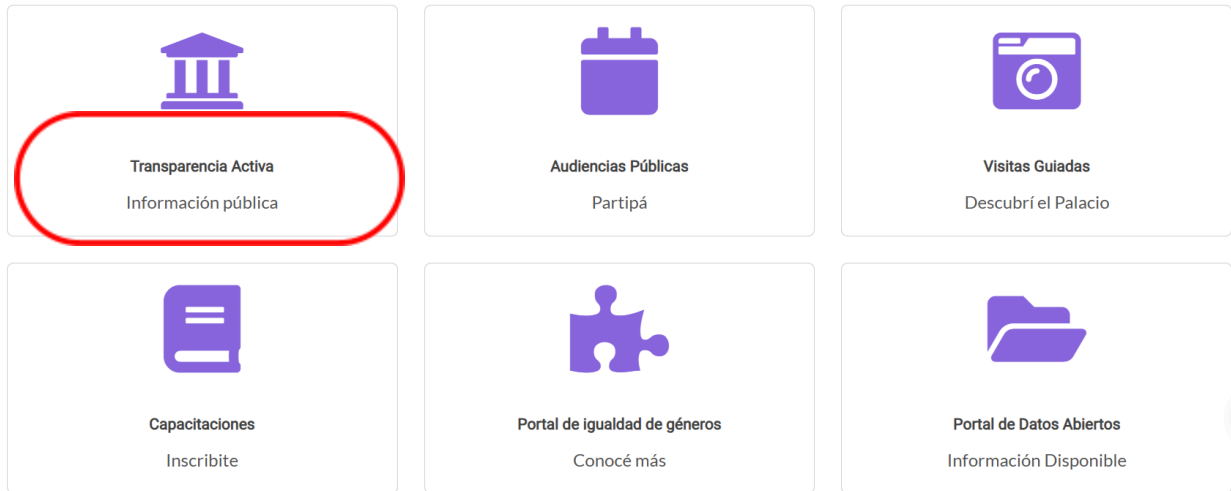 Transparencia Activa
Información pública
Audiencias Públicas
Partipá
Visitas Guiadas
Descubrí el Palacio
Capacitaciones
Inscribite
Portal de igualdad de géneros
Conocé más
Portal de Datos Abiertos
Información Disponible